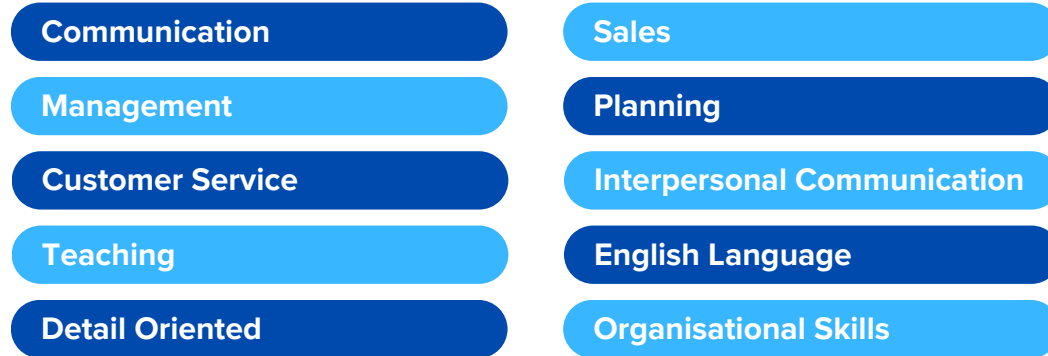 Communication
Management
Customer Service
Teaching
Detail Oriented
Sales
Planning
Interpersonal Communication
English Language
Organisational Skills